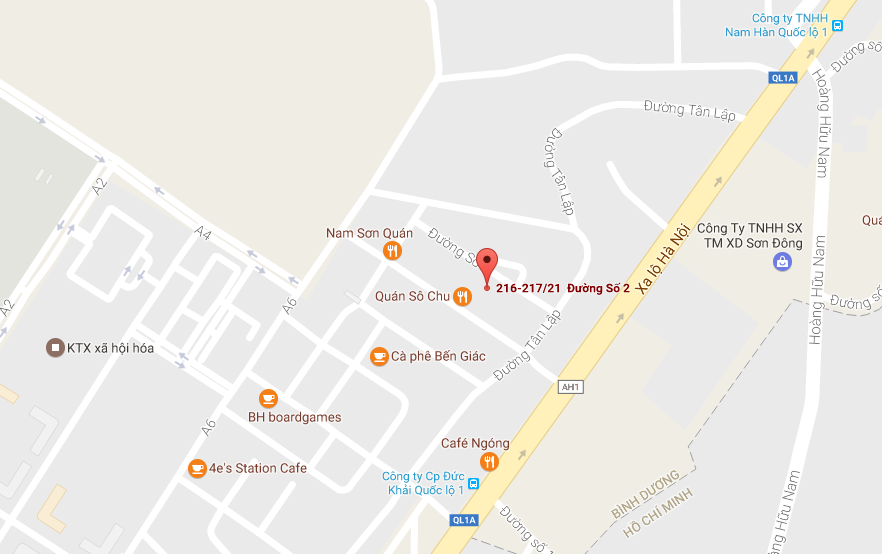 Công ty TNHH
Nam Hàn Quốc lộ 1
Đường số
QL1A
Hoàng Hữu Nam
Đường Tân Lập
Đường Tân Lập
A2
A4
Nam Sơn Quán
Đường Số
Xa lộ Hà Nội
Công Ty TNHH SX
TM XD Sơn Đông
Quá
Hoàng Hữu Nam
216-217/21 Đường Số 2
Quán Sô Chu
A6
A2
Đường số
Đường Tân Lập
KTX xã hội hóa
Cà phê Bến Giác
AH1
BH boardgames
A6
Café Ngóng
4e's Station Cafe
Công ty Cp Đức
Khải Quốc lộ 1
BÌNH DƯƠNG
HỒ CHÍ MINH
Hoàng Hữu Nam
QL1A
Đường số 1